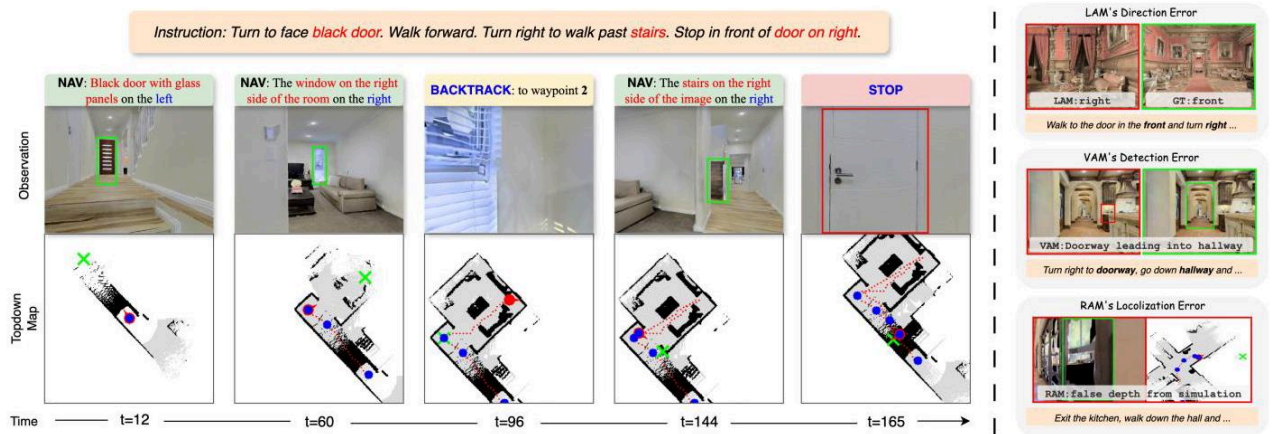 Instruction: Turn to face black door. Walk forward. Turn right to walk past stairs. Stop in front of door on right.
NAV: Black door with glass
panels on the left
NAV: The window on the right
side of the room on the right
BACKTRACK: to waypoint 2
NAV: The stairs on the right
side of the image on the right
STOP
Observation
Topdown
Map
Time
t=12
t=60
t=96
t=144
t=165
LAM's Direction Error
LAM:right
GT:front
Walk to the door in the front and turn right ...
VAM's Detection Error
VAM:Doorway leading into hallway
Turn right to doorway, go down hallway and ...
RAM's Locolization Error
RAM:false depth from simulation
Exit the kitchen, walk down the hall and ...